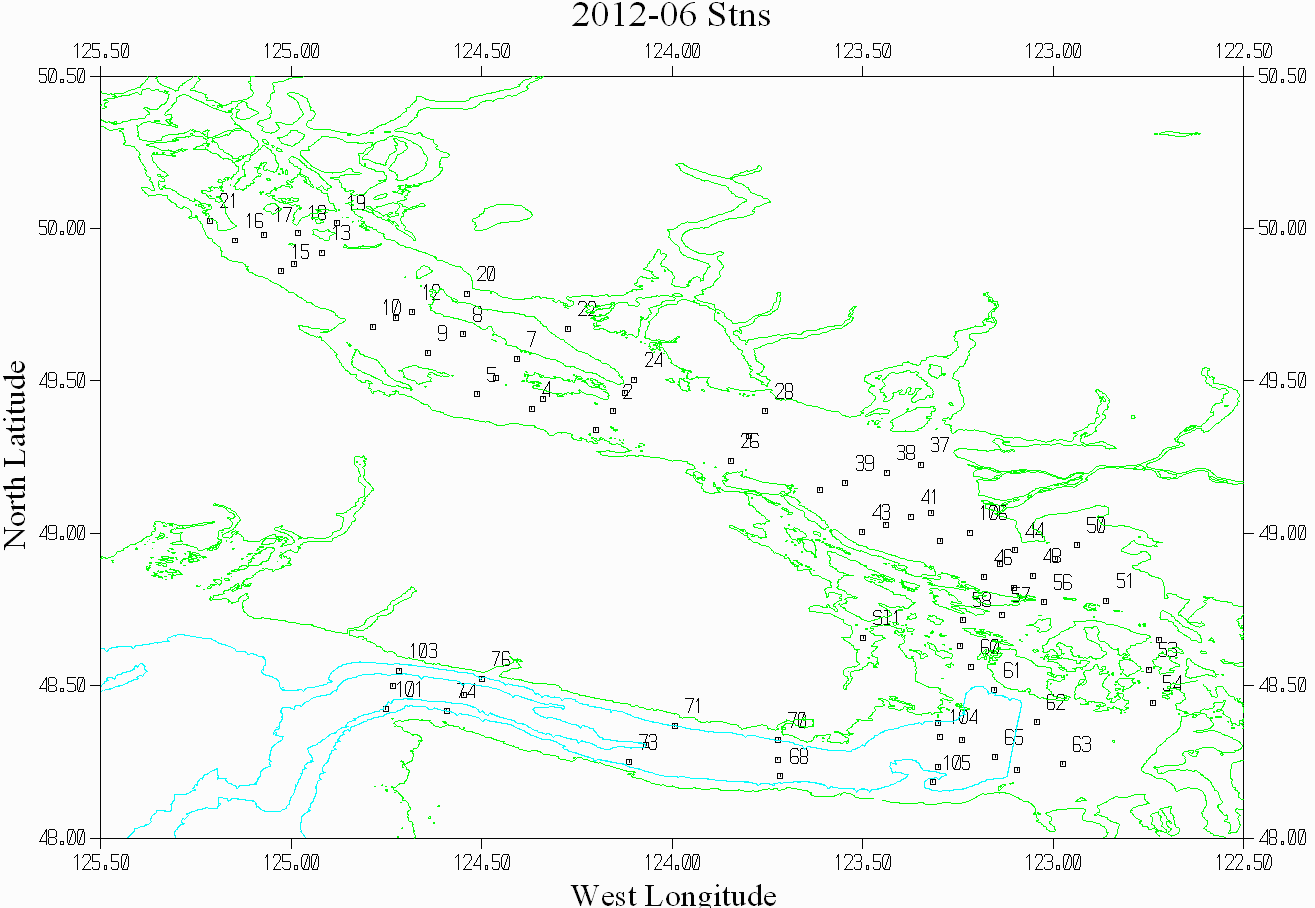 2012-06 Stns
125.50 125.00 124.50 124.00 123.50 123.00 122.50
50.50 50.50
21 17 18 19
16 13
50.00 50.00
15
20
12
10 8 22
9 7
24
49.50 5 49.50
4 2 28
26
39 38 37
41
43 106 50
49.00 44 49.00
46 48
56 51
58 57
S11
103 76 60 61 53
48.50 101 74 54 48.50
71 70 104 62
73 68 65 63
105
48.00 48.00
125.50 125.00 124.50 124.00 123.50 123.00 122.50
North Latitude
West Longitude